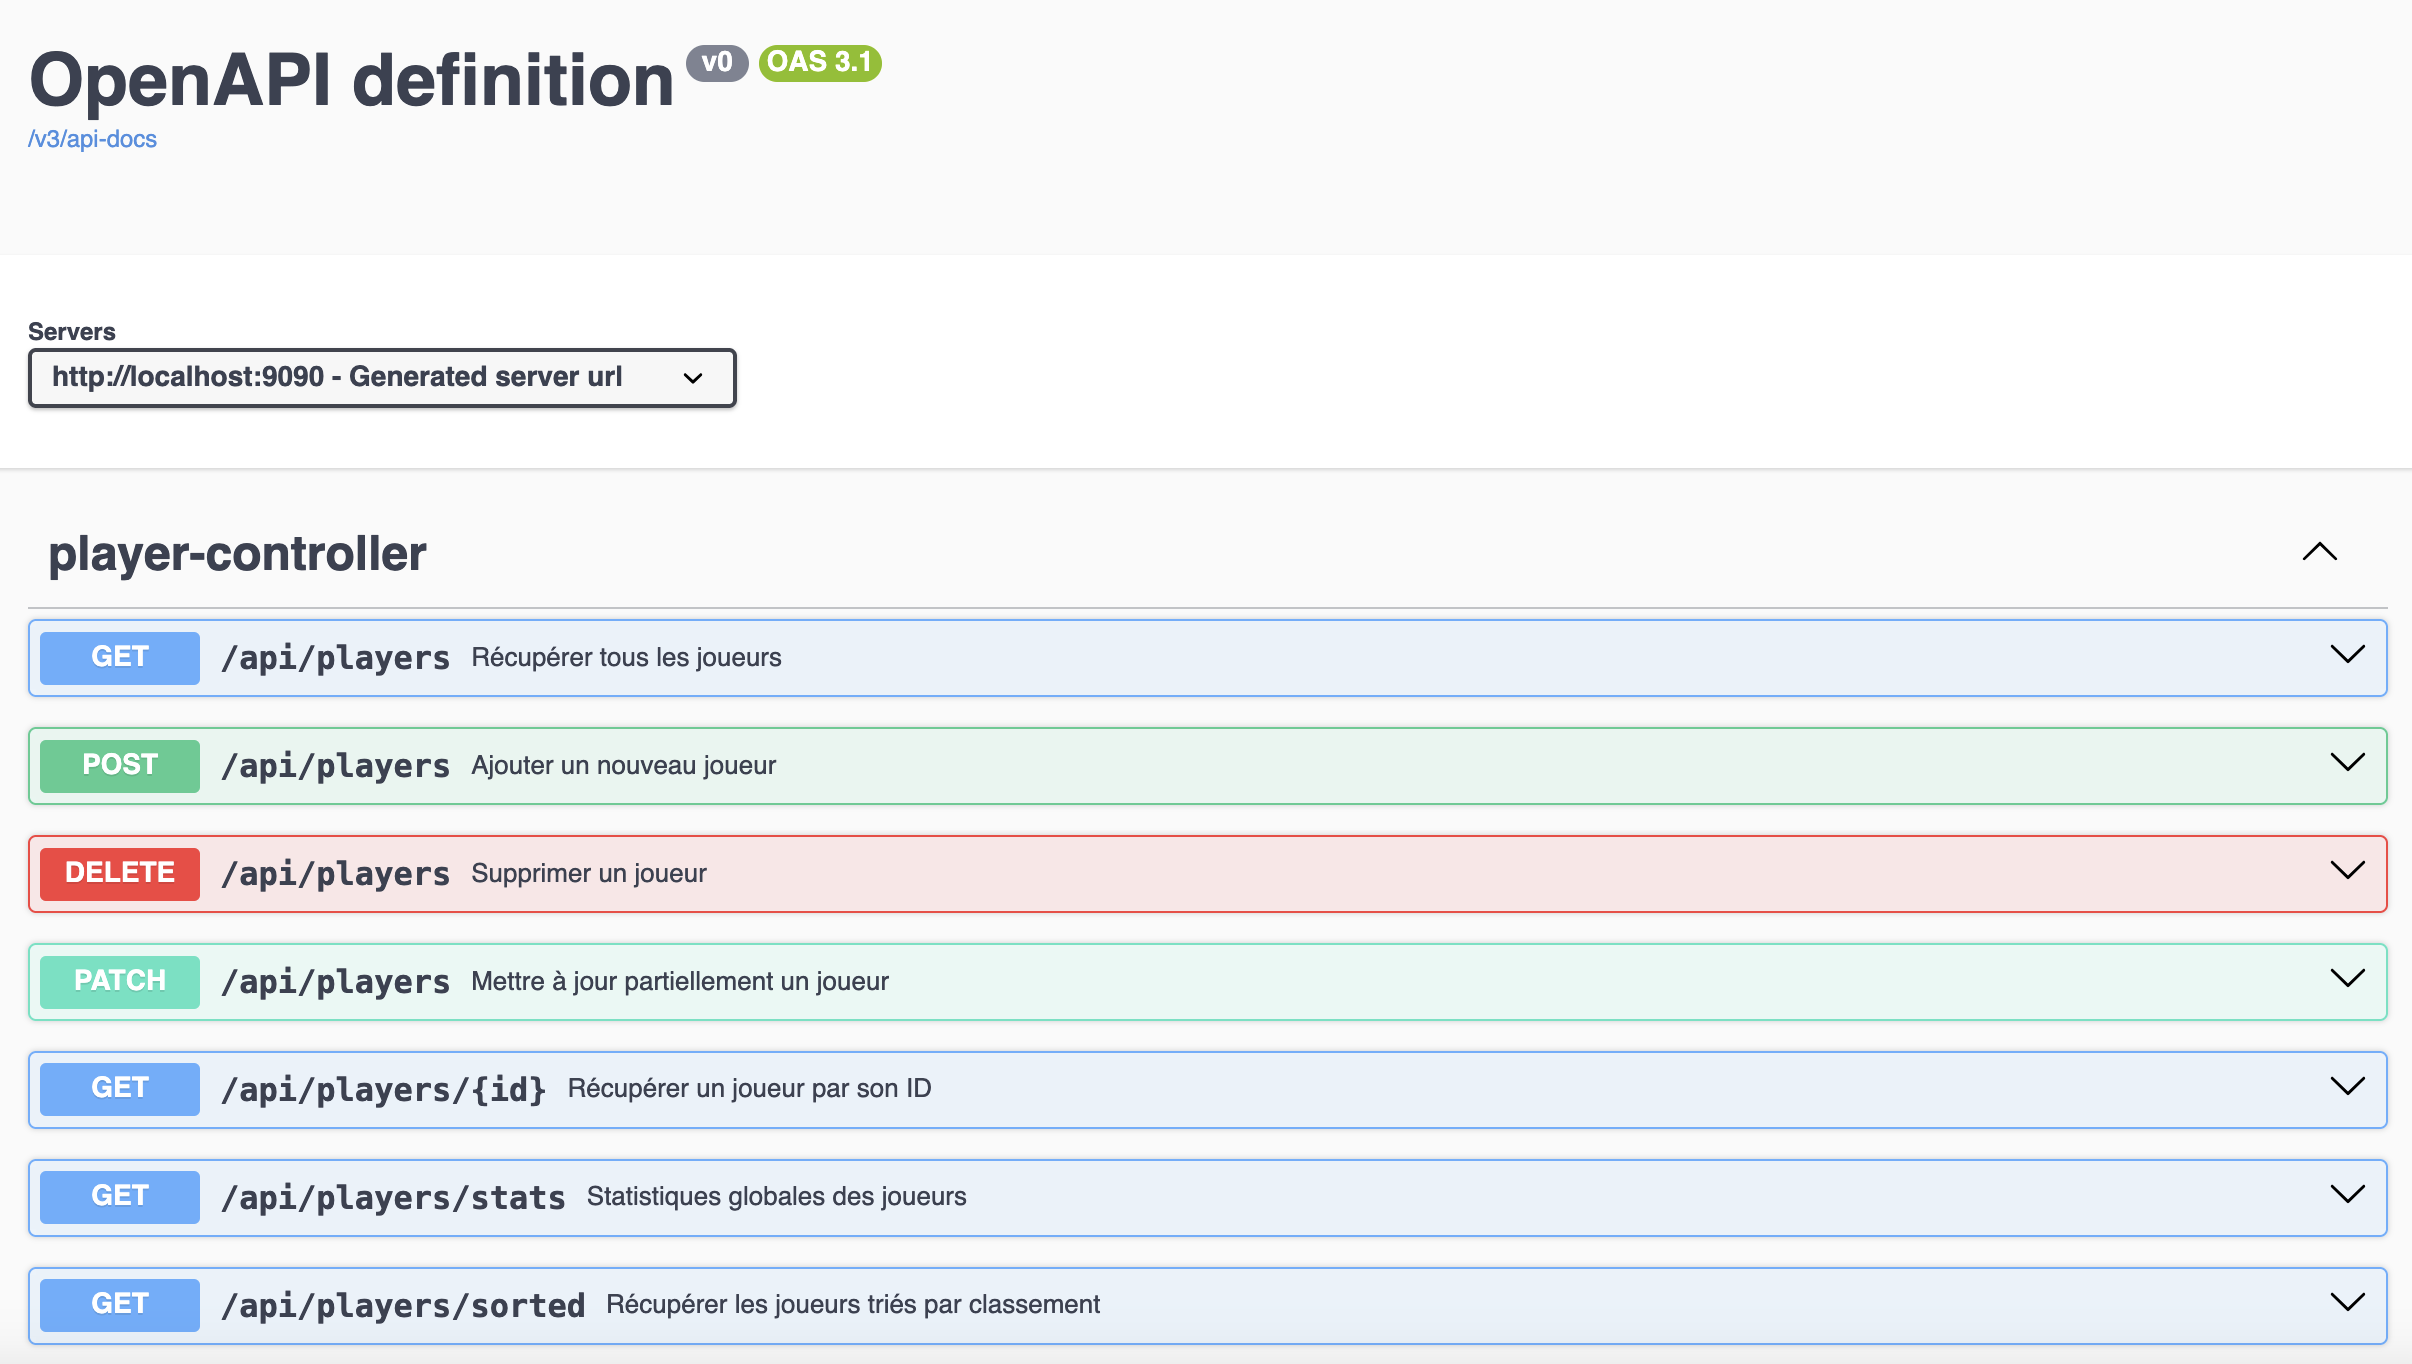 OpenAPI definition v0 OAS 3.1
/v3/api-docs
Servers
http://localhost:9090 - Generated server url
player-controller
GET /api/players Récupérer tous les joueurs
POST /api/players Ajouter un nouveau joueur
DELETE /api/players Supprimer un joueur
PATCH /api/players Mettre à jour partiellement un joueur
GET /api/players/{id} Récupérer un joueur par son ID
GET /api/players/stats Statistiques globales des joueurs
GET /api/players/sorted Récupérer les joueurs triés par classement